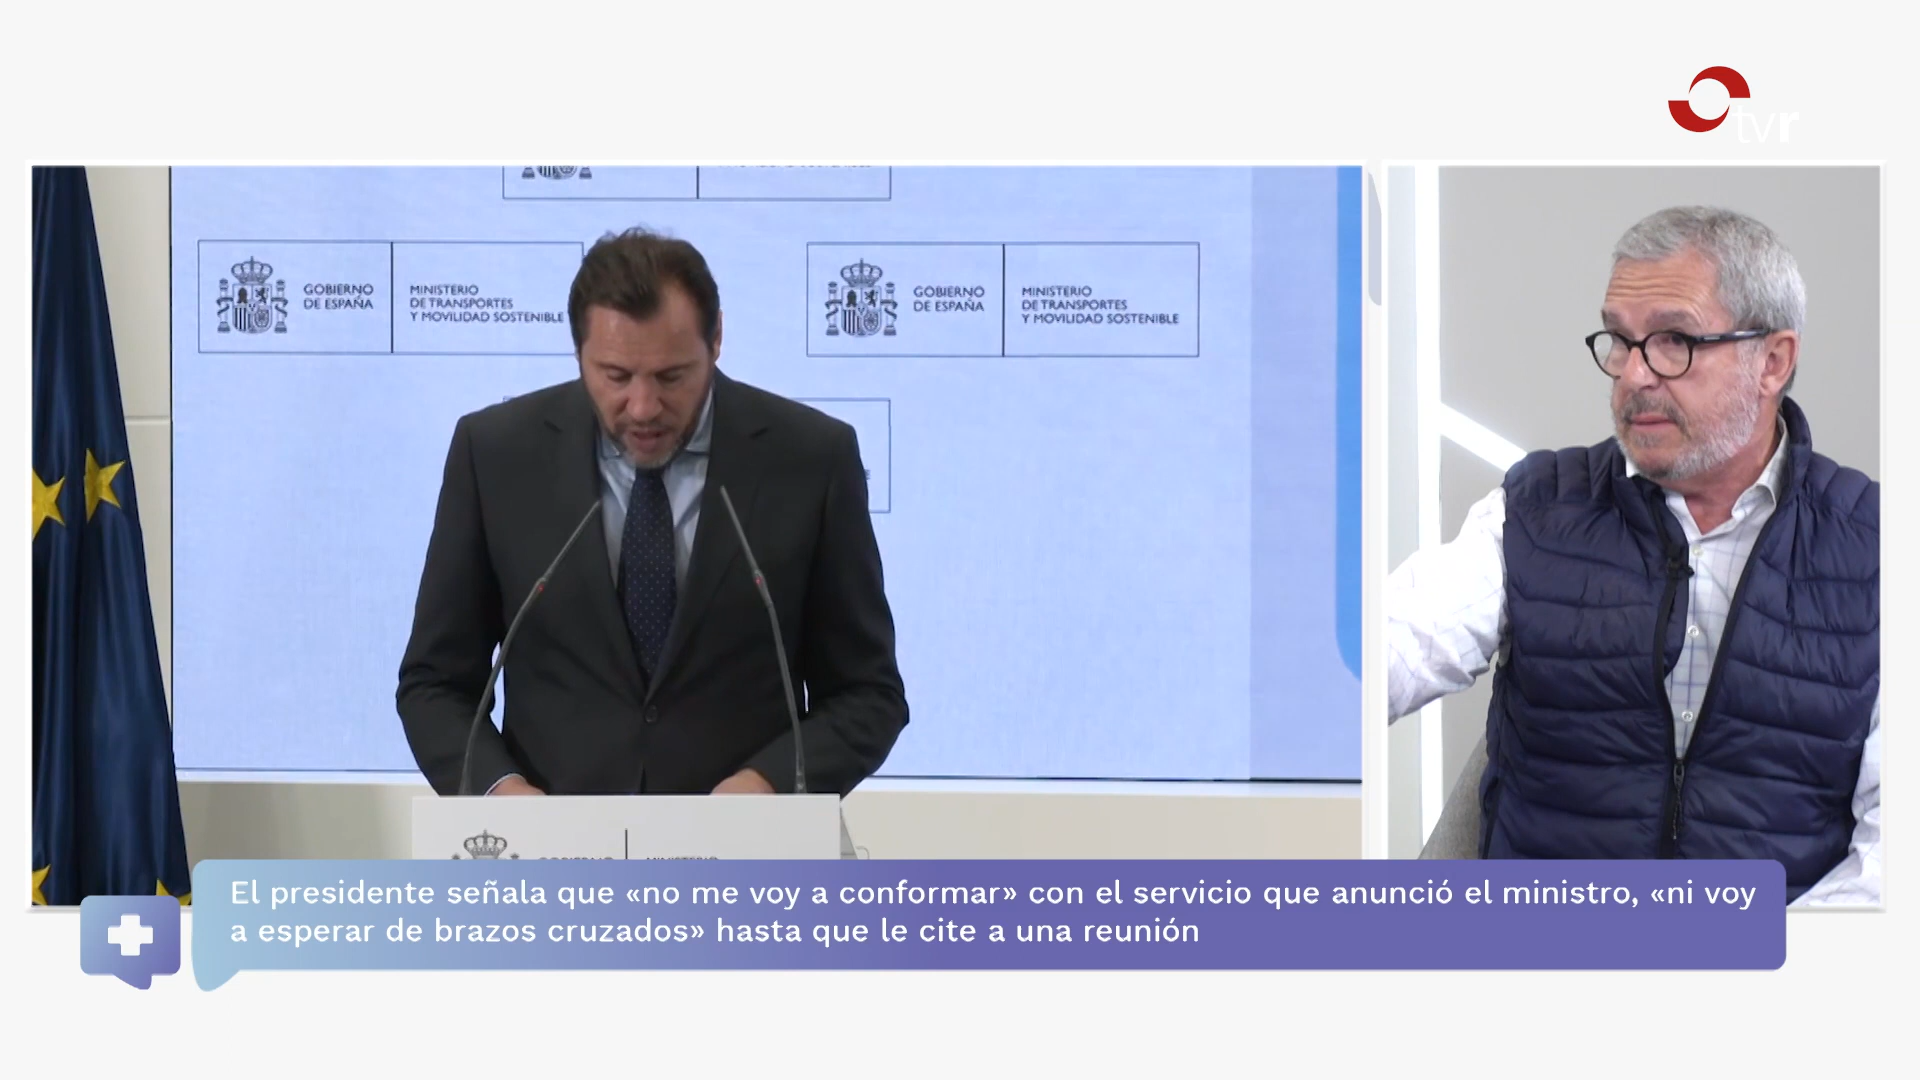 tvr
GOBIERNO
DE ESPAÑA
MINISTERIO
DE TRANSPORTES
Y MOVILIDAD SOSTENIBLE
GOBIERNO
DE ESPAÑA
MINISTERIO
DE TRANSPORTES
Y MOVILIDAD SOSTENIBLE
El presidente señala que «no me voy a conformar» con el servicio que anunció el ministro, «ni voy
a esperar de brazos cruzados» hasta que le cite a una reunión